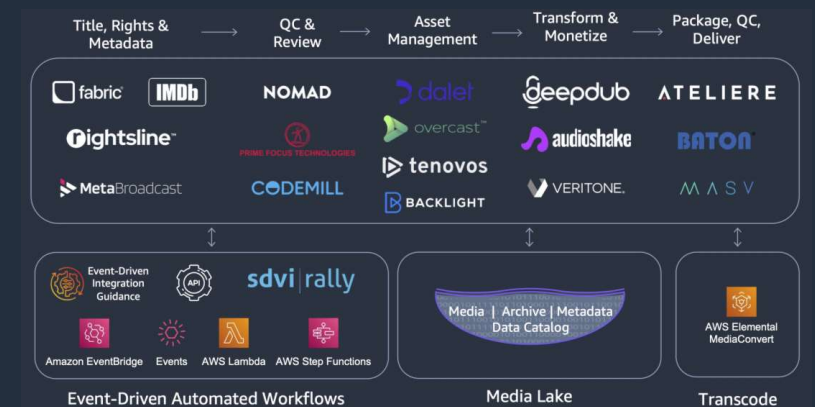 Title, Rights &
Metadata
QC &
Review
Asset
Management
Transform &
Monetize
Package, QC,
Deliver
fabric
IMDb
NOMAD
dalet
deepdub
ATELIERE
rightsline™
PRIME FOCUS TECHNOLOGIES
overcast™
audioshake
BATON
MetaBroadcast
CODEMILL
tenovos
VERITONE.
MASV
BACKLIGHT
Event-Driven
Integration
Guidance
API
sdvi|rally
Amazon EventBridge
Events
AWS Lambda
AWS Step Functions
Media | Archive | Metadata
Data Catalog
AWS Elemental
MediaConvert
Event-Driven Automated Workflows
Media Lake
Transcode